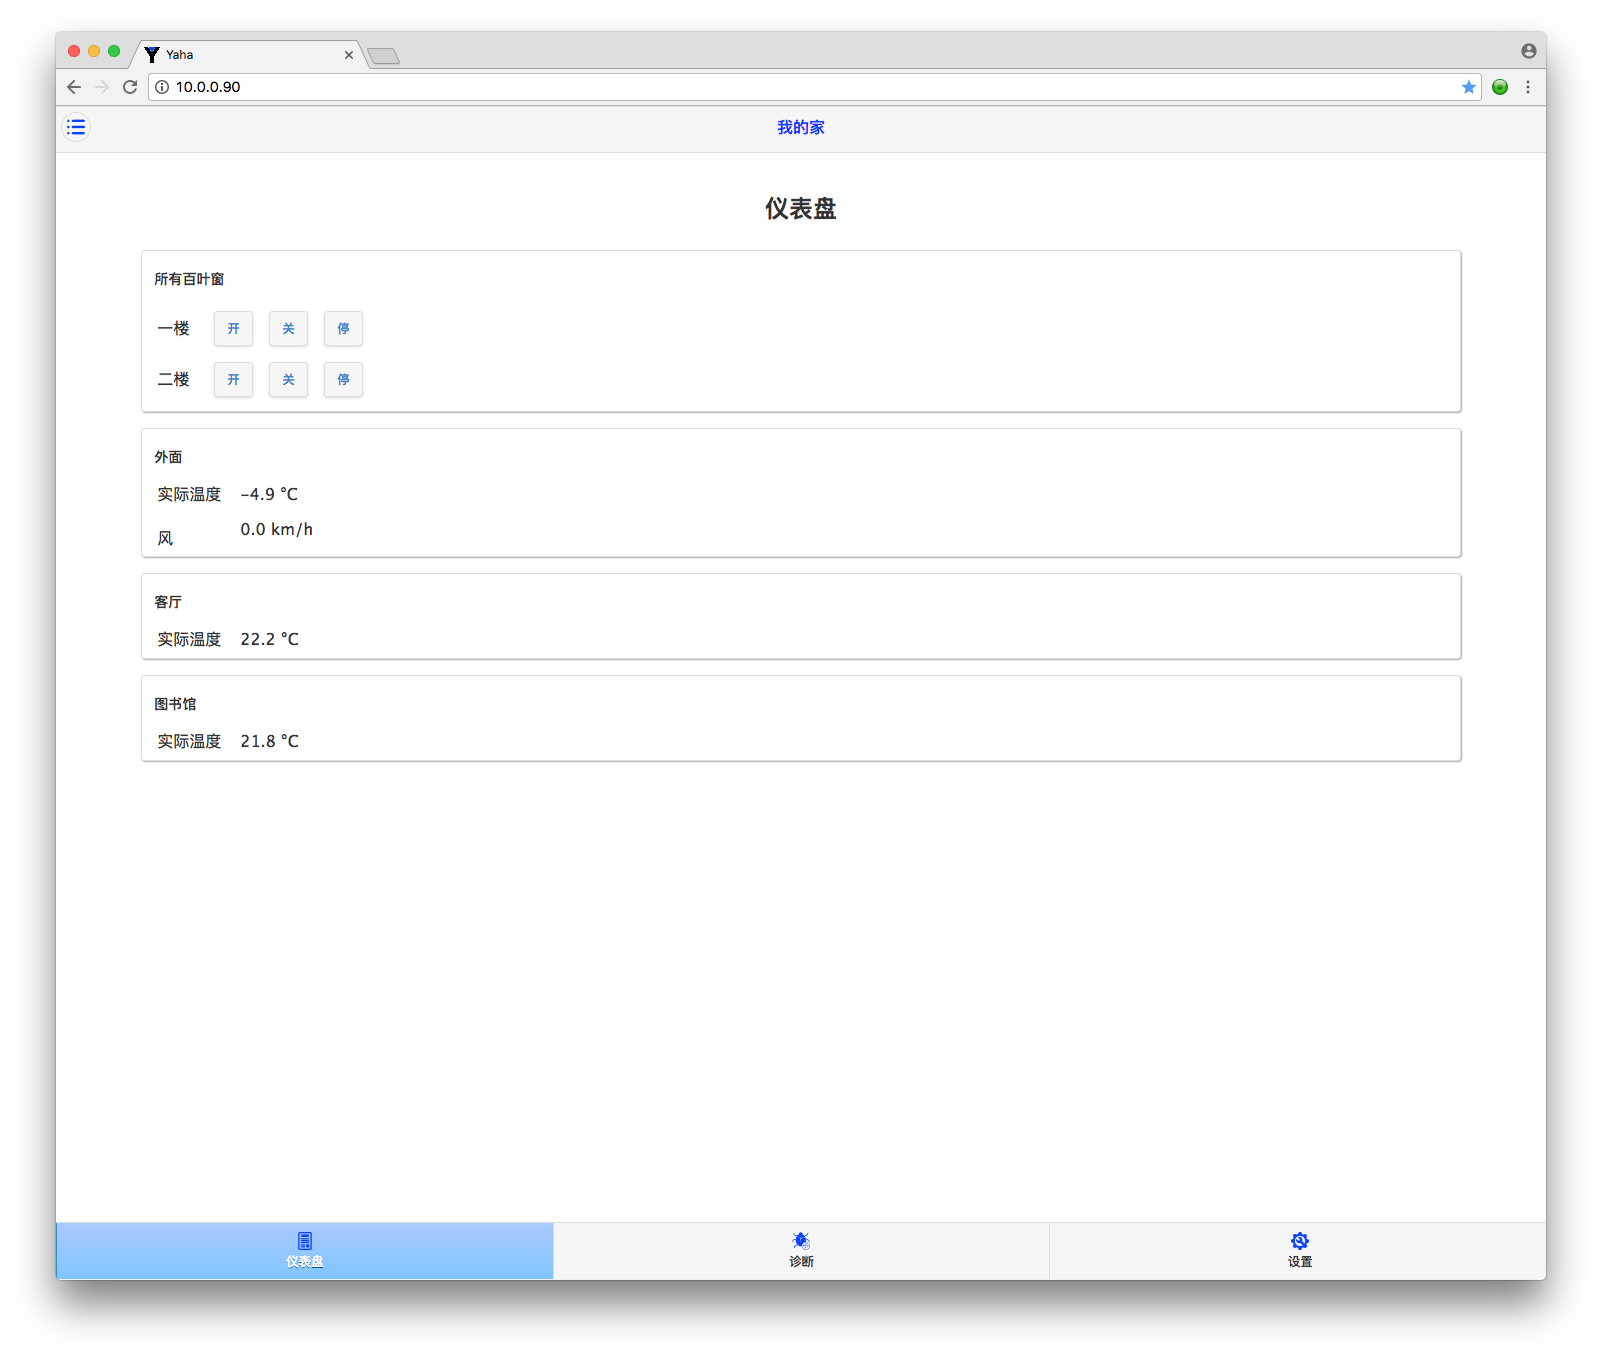 Yaha
10.0.0.90
我的家
仪表盘
所有百叶窗
一楼 开 关 停
二楼 开 关 停
外面
实际温度 -4.9 °C
风 0.0 km/h
客厅
实际温度 22.2 °C
图书馆
实际温度 21.8 °C
仪表盘 诊断 设置